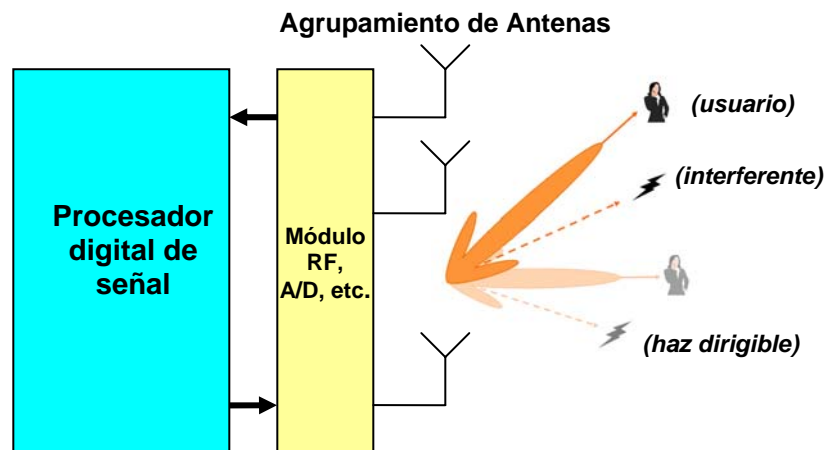 Agrupamiento de Antenas
Procesador
digital de
señal
Módulo
RF,
A/D, etc.
(usuario)
(interferente)
(haz dirigible)